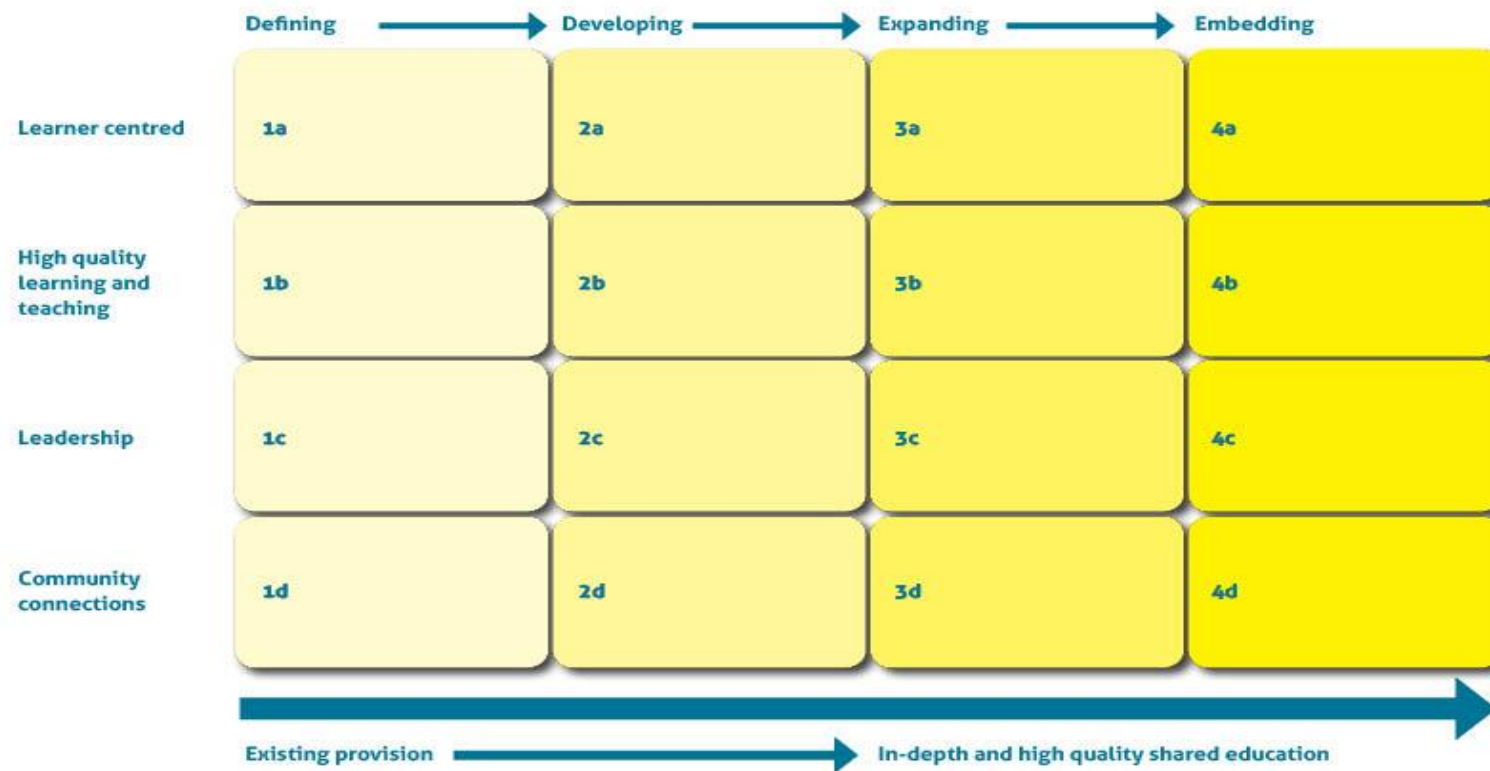 Defining Developing Expanding Embedding
Learner centred 1a 2a 3a 4a
High quality
learning and
teaching
1b 2b 3b 4b
Leadership 1c 2c 3c 4c
Community
connections
1d 2d 3d 4d
Existing provision In-depth and high quality shared education